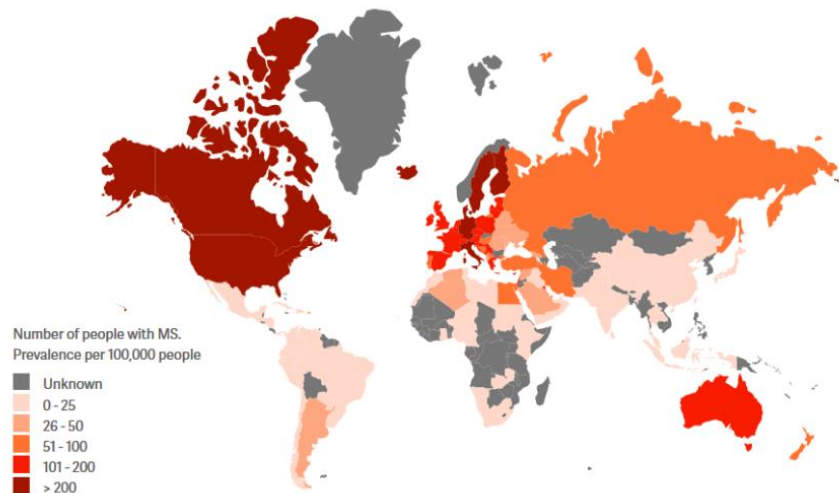 Number of people with MS.
Prevalence per 100,000 people
Unknown
0 - 25
26 - 50
51 - 100
101 - 200
> 200